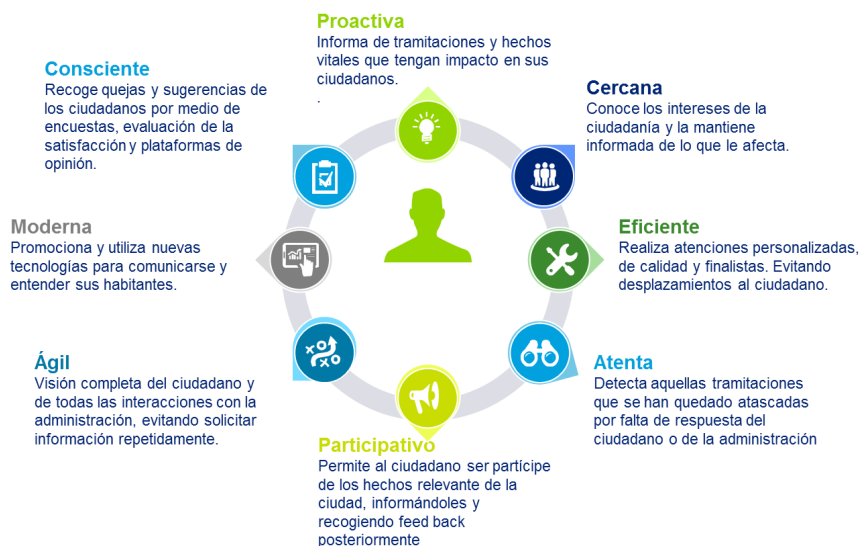 Proactiva
Informa de tramitaciones y hechos
vitales que tengan impacto en sus
ciudadanos.
.
Cercana
Conoce los intereses de la
ciudadanía y la mantiene
informada de lo que le afecta.
Eficiente
Realiza atenciones personalizadas,
de calidad y finalistas. Evitando
desplazamientos al ciudadano.
Atenta
Detecta aquellas tramitaciones
que se han quedado atascadas
por falta de respuesta del
ciudadano o de la administración
Participativo
Permite al ciudadano ser partícipe
de los hechos relevante de la
ciudad, informándoles y
recogiendo feed back
posteriormente
Ágil
Visión completa del ciudadano y
de todas las interacciones con la
administración, evitando solicitar
información repetidamente.
Moderna
Promociona y utiliza nuevas
tecnologías para comunicarse y
entender sus habitantes.
Consciente
Recoge quejas y sugerencias de
los ciudadanos por medio de
encuestas, evaluación de la
satisfacción y plataformas de
opinión.